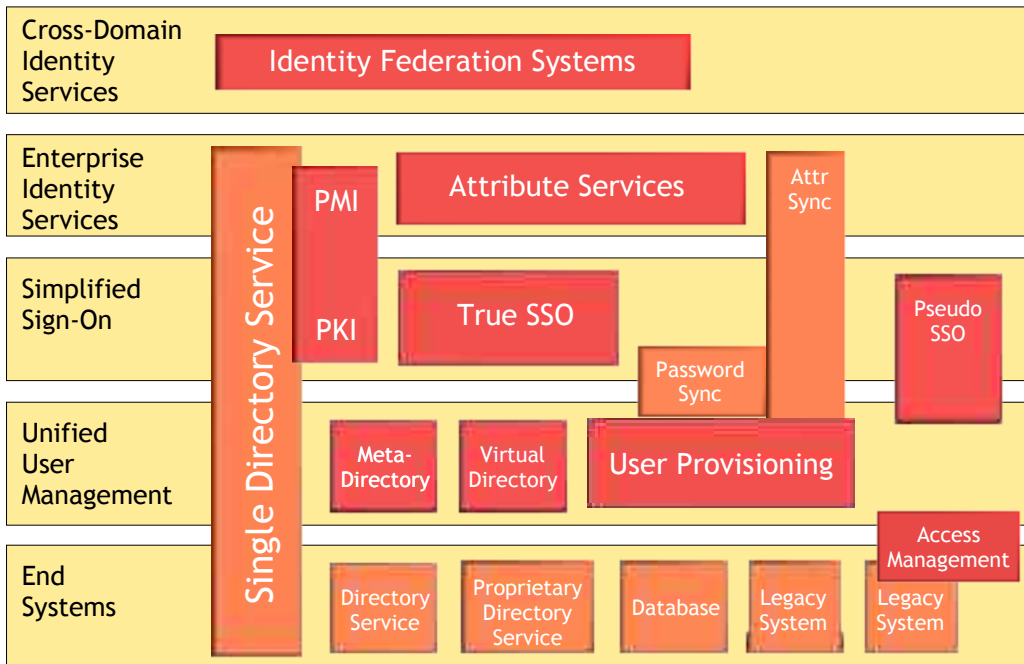 Cross-Domain
Identity
Services
Identity Federation Systems
Enterprise
Identity
Services
Single Directory Service
PMI
PKI
Attribute Services
Attr
Sync
Simplified
Sign-On
True SSO
Password
Sync
Pseudo
SSO
Unified
User
Management
Meta-
Directory
Virtual
Directory
User Provisioning
Access
Management
End
Systems
Directory
Service
Proprietary
Directory
Service
Database
Legacy
System
Legacy
System